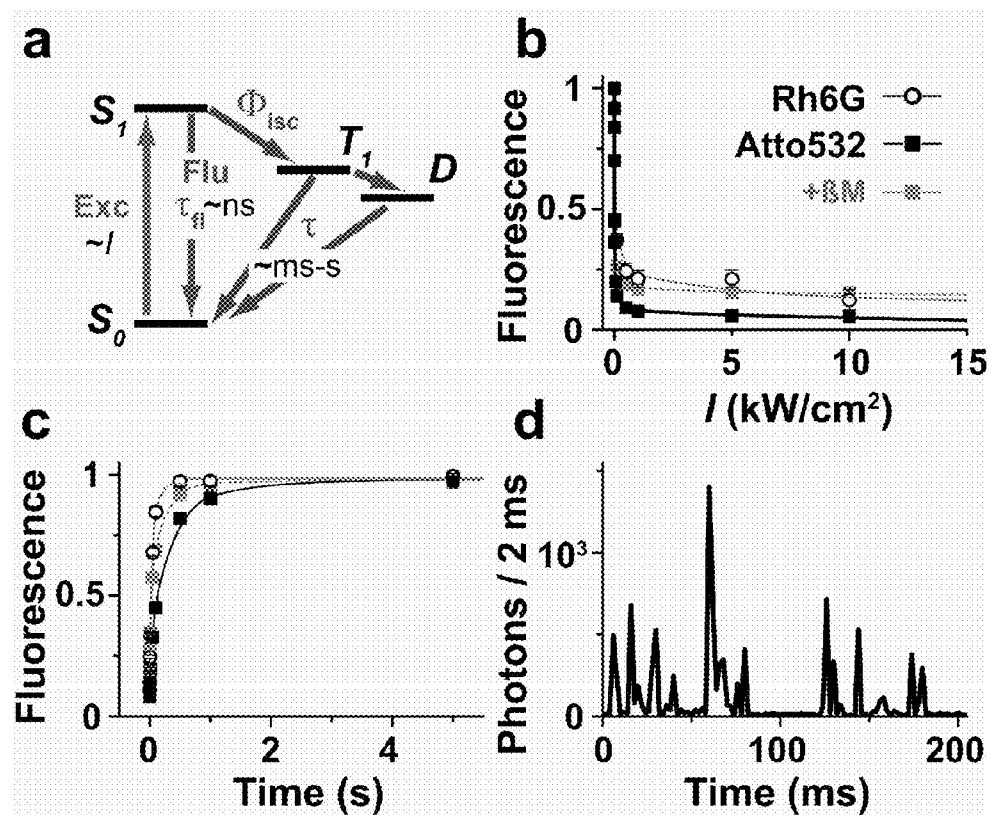 a
S1
Φisc
T1
D
Exc
~I
Flu
τfl~ns
τ
~ms-s
S0
b
Fluorescence
1
0.5
0
Rh6G
Atto532
+ßM
0
5
10
15
I (kW/cm²)
c
Fluorescence
1
0.5
0
0
2
4
Time (s)
d
Photons / 2 ms
10³
0
0
100
200
Time (ms)